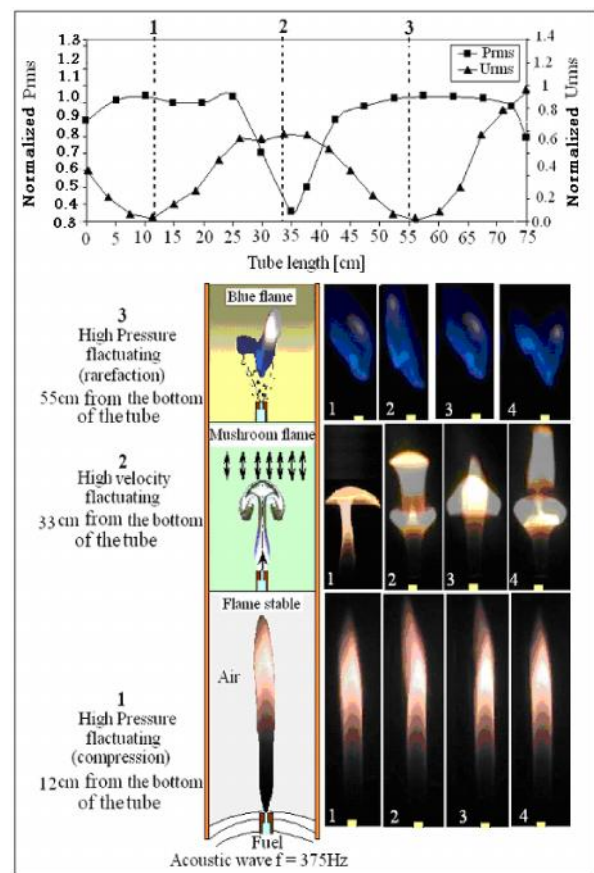 1 2 3
1.3 1.4
1.2 1.2
1.1
1.0 1
0.9 0.8
0.8
0.7 0.6
0.6
0.5 0.4
0.4 0.2
0.3 0.0
Normalized Prms
Normalized Urms
Prms
Urms
0 5 10 15 20 25 30 35 40 45 50 55 60 65 70 75
Tube length [cm]
3
High Pressure
flactuating
(rarefaction)
55cm from the bottom
of the tube
Blue flame
1 2 3 4
2
High velocity
flactuating
33cm from the bottom
of the tube
Mushroom flame
1 2 3 4
1
High Pressure
flactuating
(compression)
12cm from the bottom
of the tube
Flame stable
Air
Fuel
1 2 3 4
Acoustic wave f = 375Hz